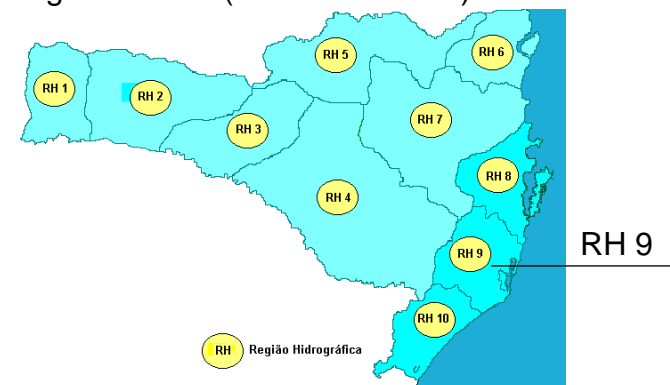 RH 5
RH 6
RH 1
RH 2
RH 7
RH 3
RH 8
RH 4
RH 9
RH 9
RH 10
RH Região Hidrográfica